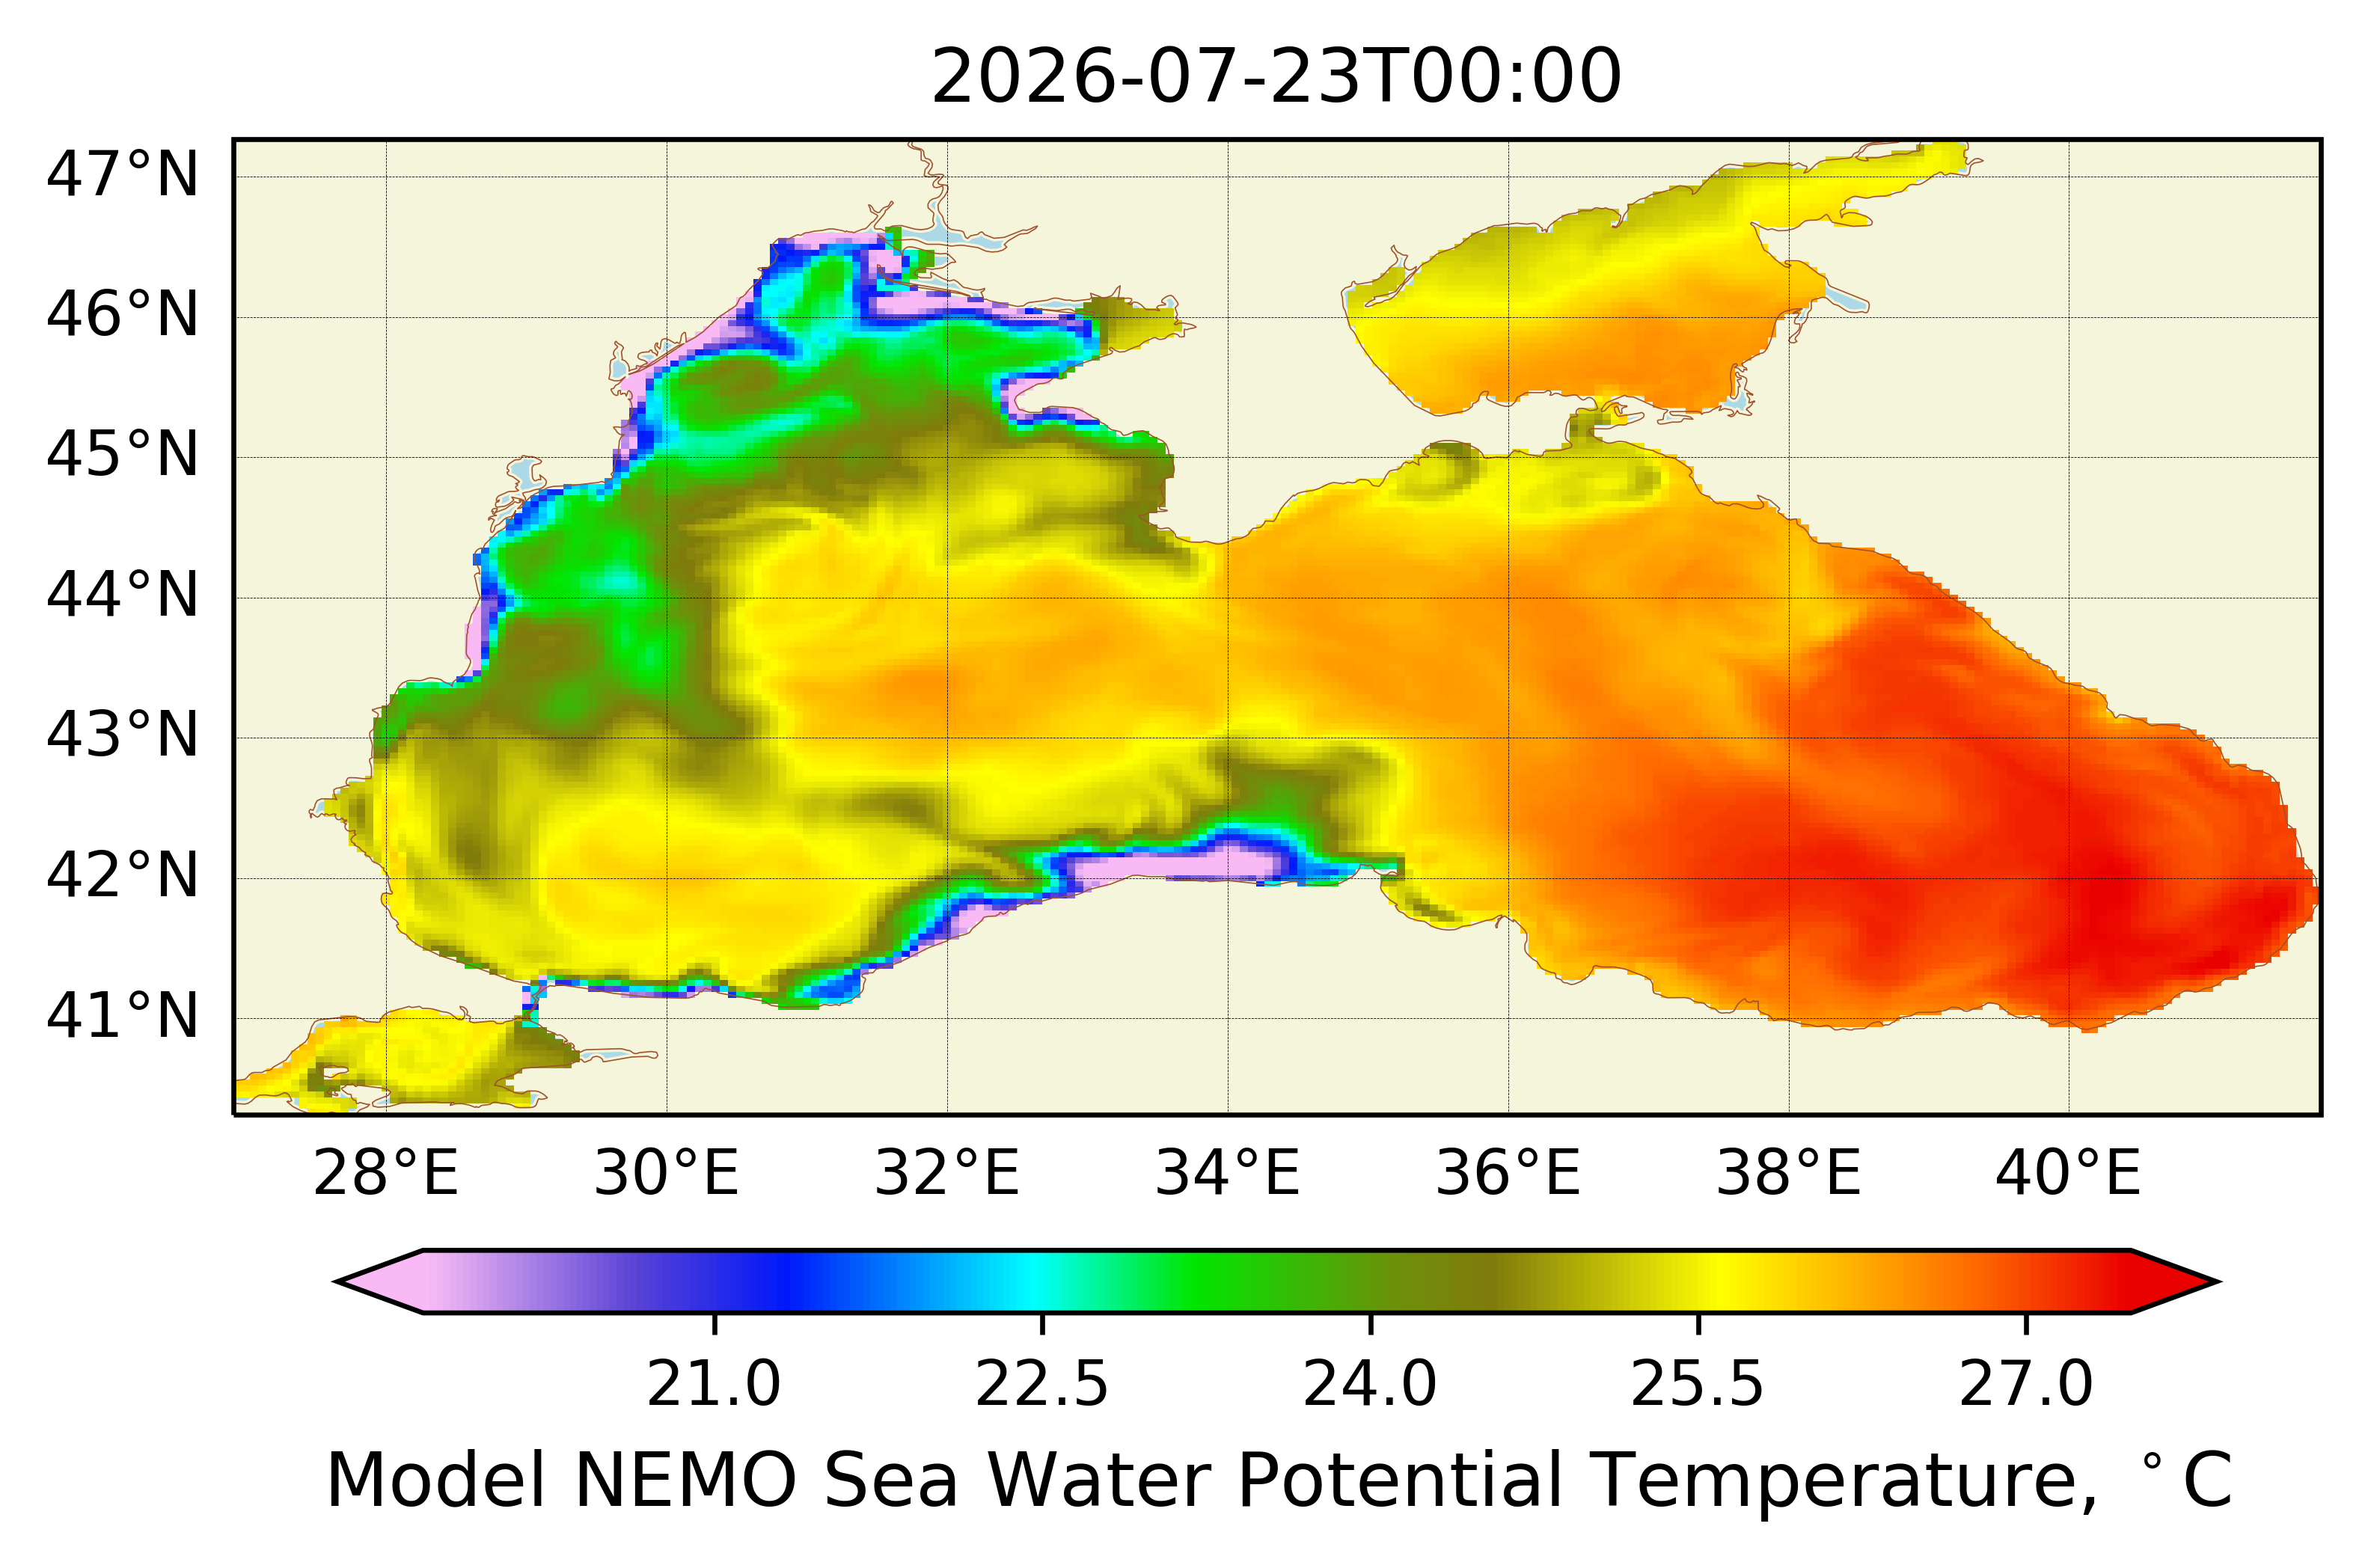 2026-07-23T00:00
47°N
46°N
45°N
44°N
43°N
42°N
41°N
28°E 30°E 32°E 34°E 36°E 38°E 40°E
21.0 22.5 24.0 25.5 27.0
Model NEMO Sea Water Potential Temperature, °C